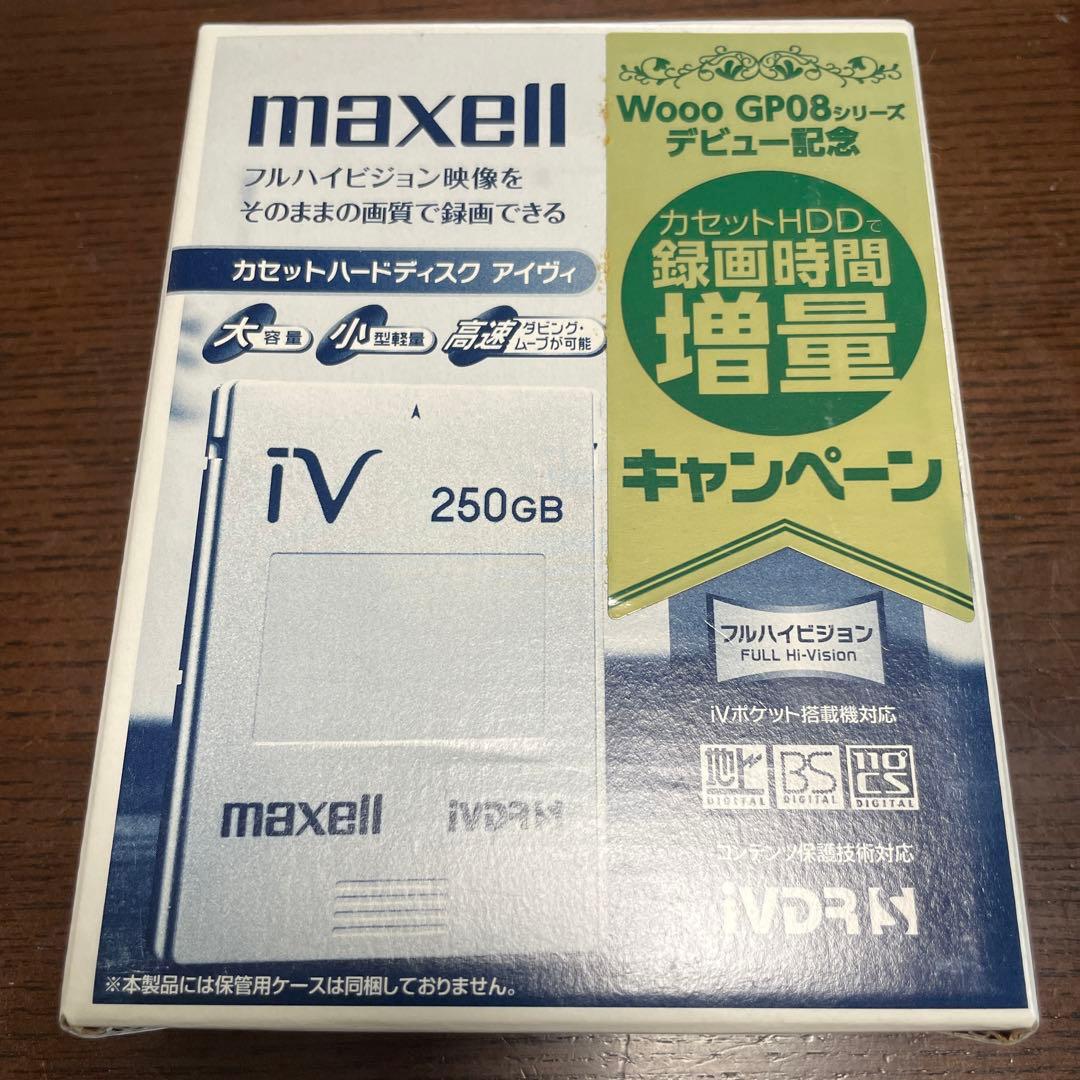 maxell
フルハイビジョン映像を
そのままの画質で録画できる
カセットハードディスク アイヴィ
大容量
小型軽量
高速ダビング・ムーブが可能
iV
250GB
maxell
iVDR-S
※本製品には保管用ケースは同梱しておりません。
Wooo GP08シリーズ
デビュー記念
カセットHDDで
録画時間
増量
キャンペーン
フルハイビジョン
FULL Hi-Vision
iVポケット搭載機対応
地上 DIGITAL
BS DIGITAL
110°CS DIGITAL
コンテンツ保護技術対応
iVDR-S